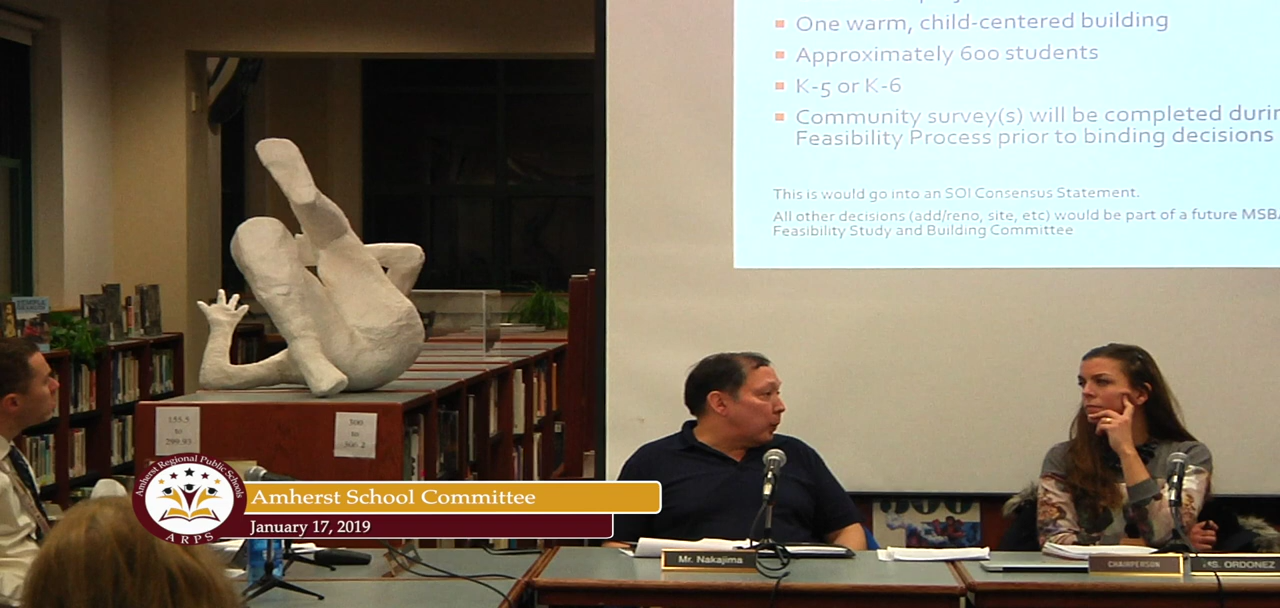 One warm, child-centered building
Approximately 600 students
K-5 or K-6
Community survey(s) will be completed durin
Feasibility Process prior to binding decisions
This is would go into an SOI Consensus Statement.
All other decisions (add/reno, site, etc) would be part of a future MSBA
Feasibility Study and Building Committee
155.5
to
299.93
300
to
Amherst Regional Public Schools
ARPS
Amherst School Committee
January 17, 2019
Mr. Nakajima
CHAIRPERSON
MS. ORDONEZ